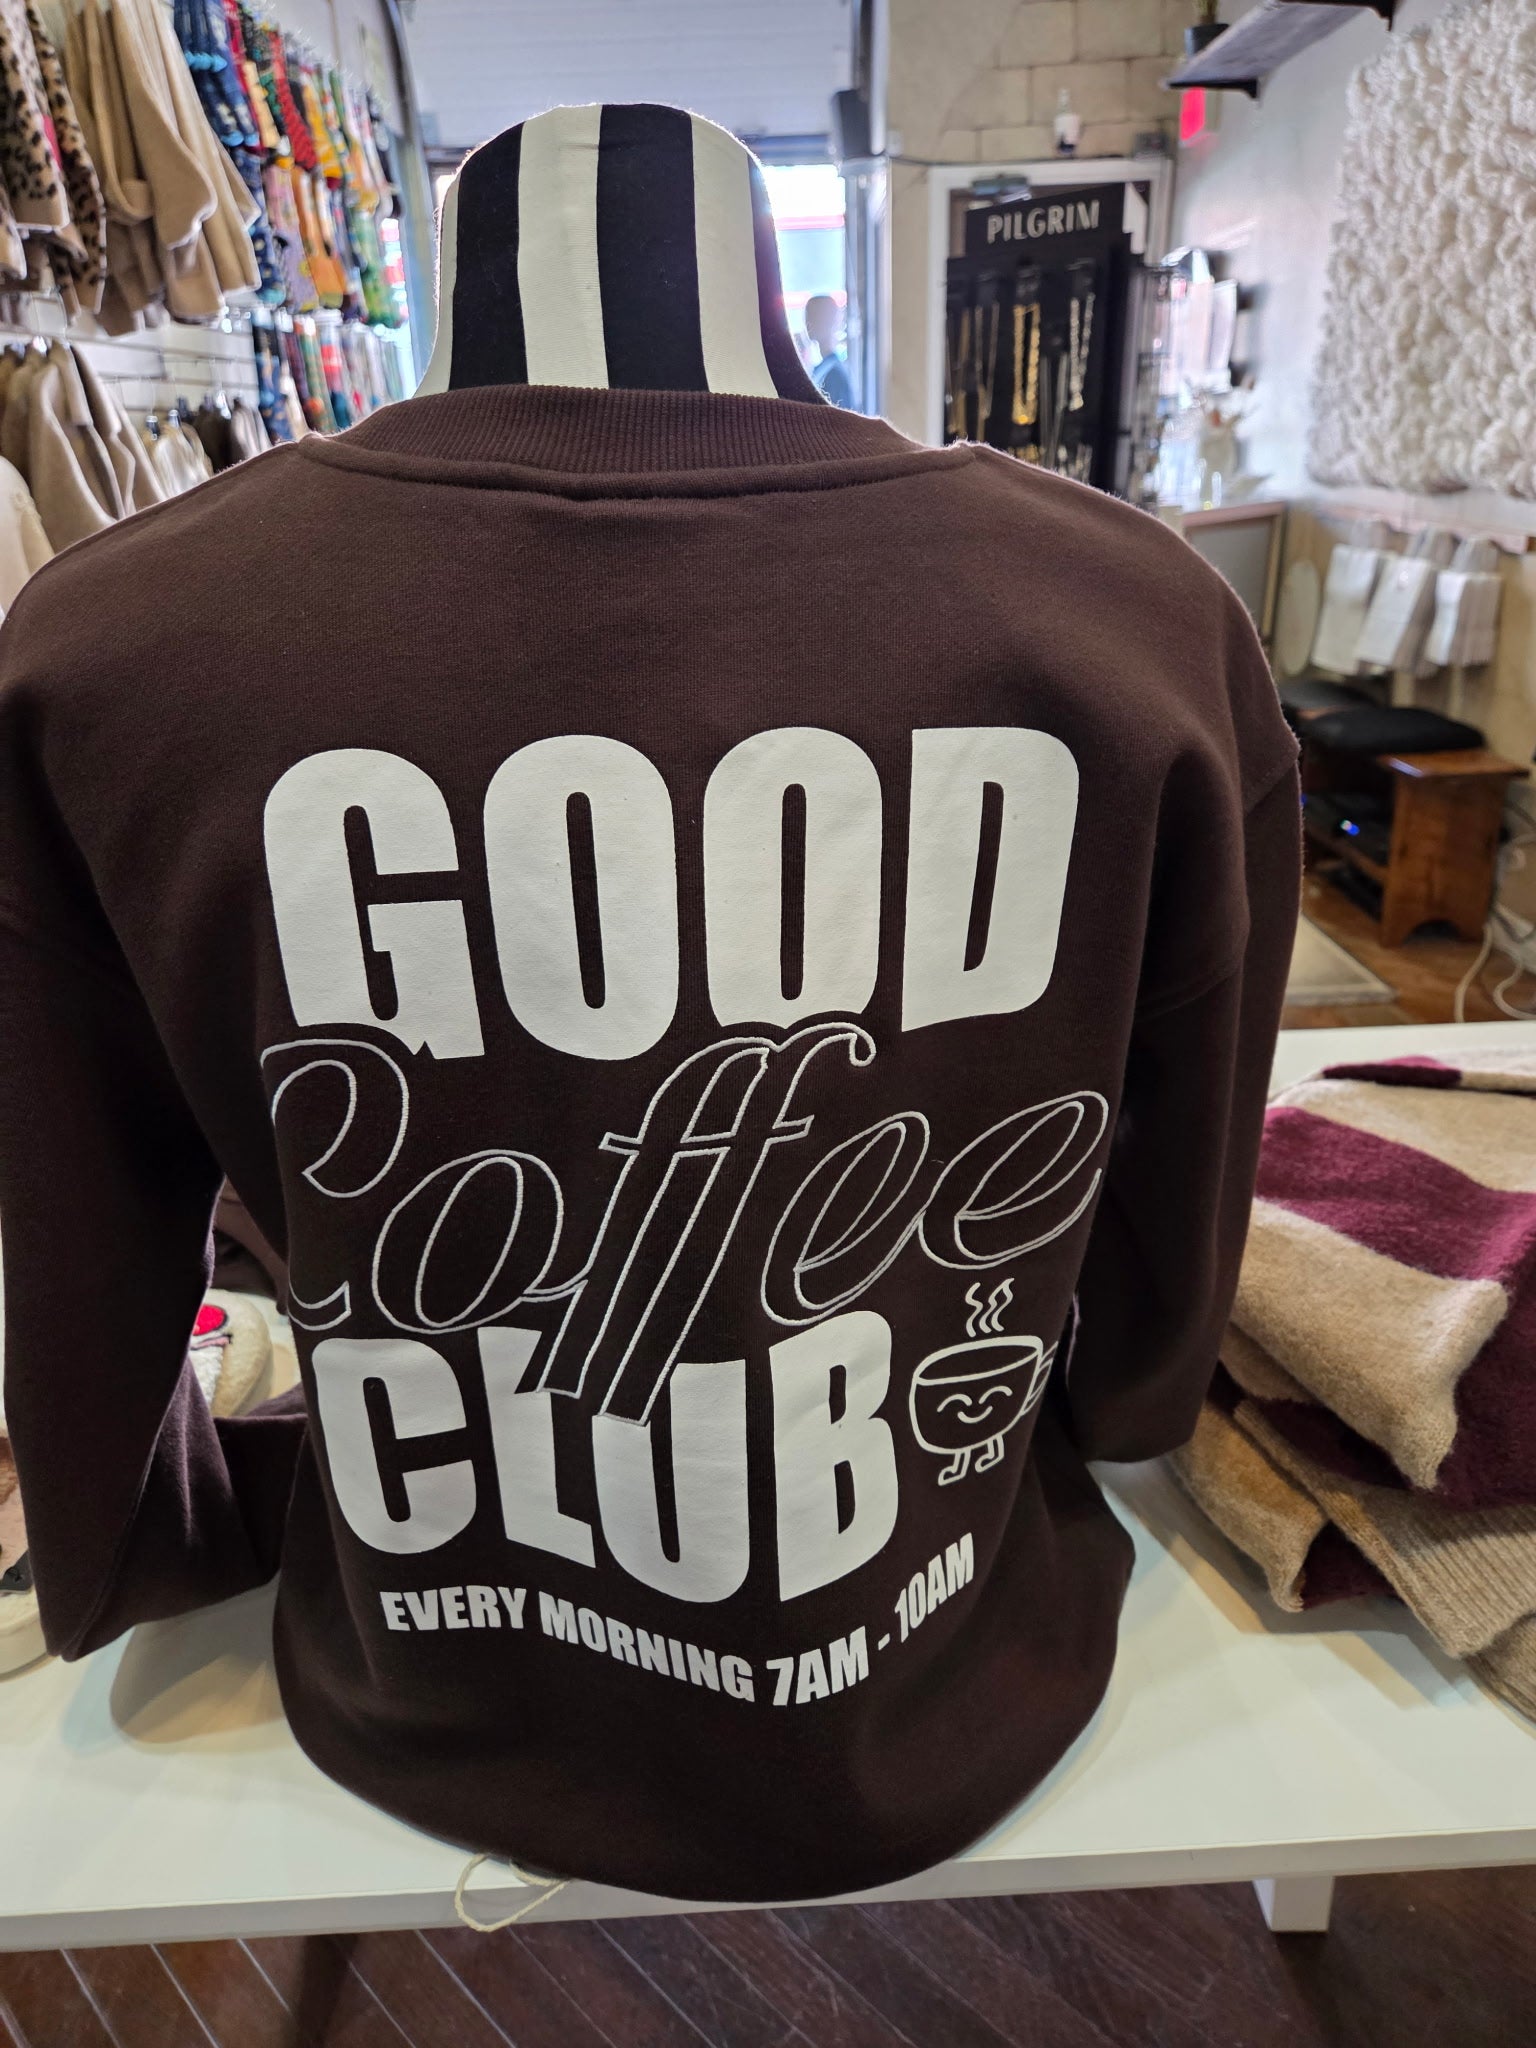 PILGRIM
GOOD
Coffee
CLUB
EVERY MORNING 7AM - 10AM